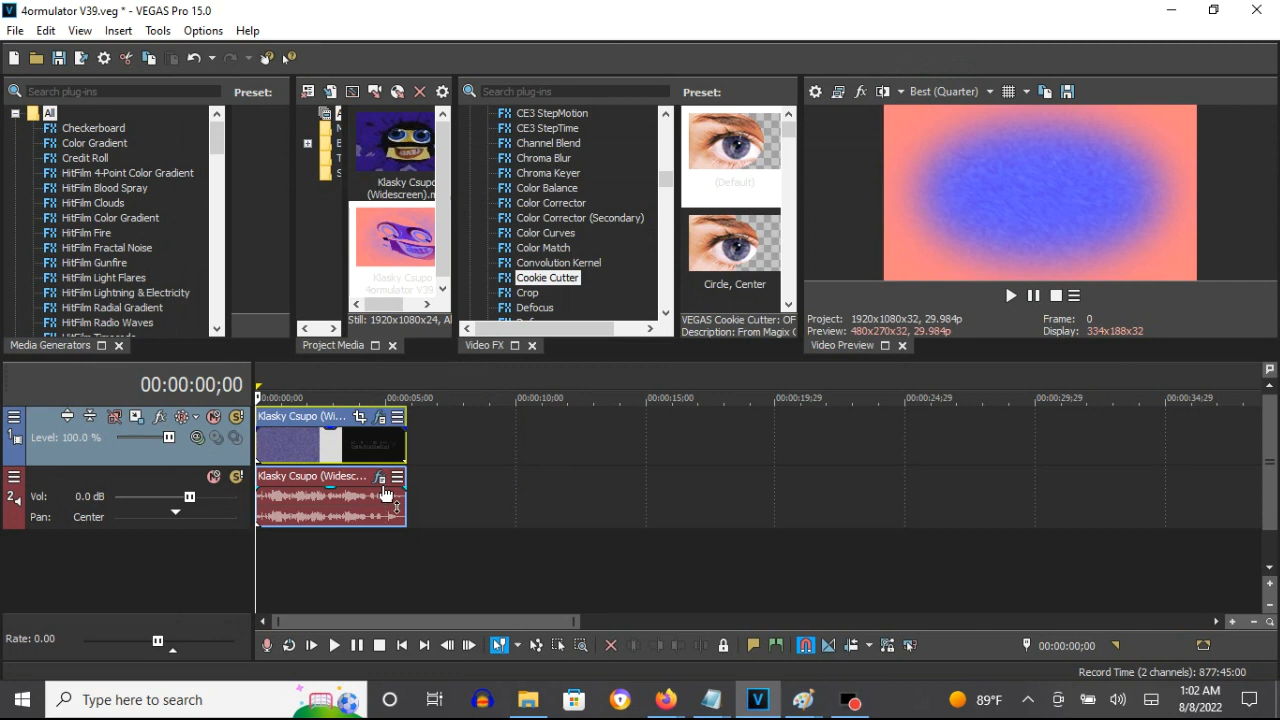 4ormulator V39.veg * - VEGAS Pro 15.0
File Edit View Insert Tools Options Help
Search plug-ins
Preset:
All
Checkerboard
Color Gradient
Credit Roll
HitFilm 4-Point Color Gradient
HitFilm Blood Spray
HitFilm Clouds
HitFilm Color Gradient
HitFilm Fire
HitFilm Fractal Noise
HitFilm Gunfire
HitFilm Light Flares
HitFilm Lightning & Electricity
HitFilm Radial Gradient
HitFilm Radio Waves
Media Generators
Klasky Csupo
(Widescreen).m
Klasky Csupo
4ormulator V39
Still: 1920x1080x24, Al
Project Media
Search plug-ins
CE3 StepMotion
CE3 StepTime
Channel Blend
Chroma Blur
Chroma Keyer
Color Balance
Color Corrector
Color Corrector (Secondary)
Color Curves
Color Match
Convolution Kernel
Cookie Cutter
Crop
Defocus
Video FX
Preset:
(Default)
Circle, Center
VEGAS Cookie Cutter: OF
Description: From Magix C
Best (Quarter)
Project: 1920x1080x32, 29.984p
Preview: 480x270x32, 29.984p
Frame: 0
Display: 334x188x32
Video Preview
00:00:00;00
00:00:00;00 00:00:05;00 00:00:10;00 00:00:15;00 00:00:19;29 00:00:24;29 00:00:29;29 00:00:34;29
1
Level: 100.0 %
Klasky Csupo (Wi...
2
Vol: 0.0 dB
Pan: Center
Klasky Csupo (Widesc...
Rate: 0.00
00:00:00;00
Record Time (2 channels): 877:45:00
Type here to search
89°F
1:02 AM
8/8/2022